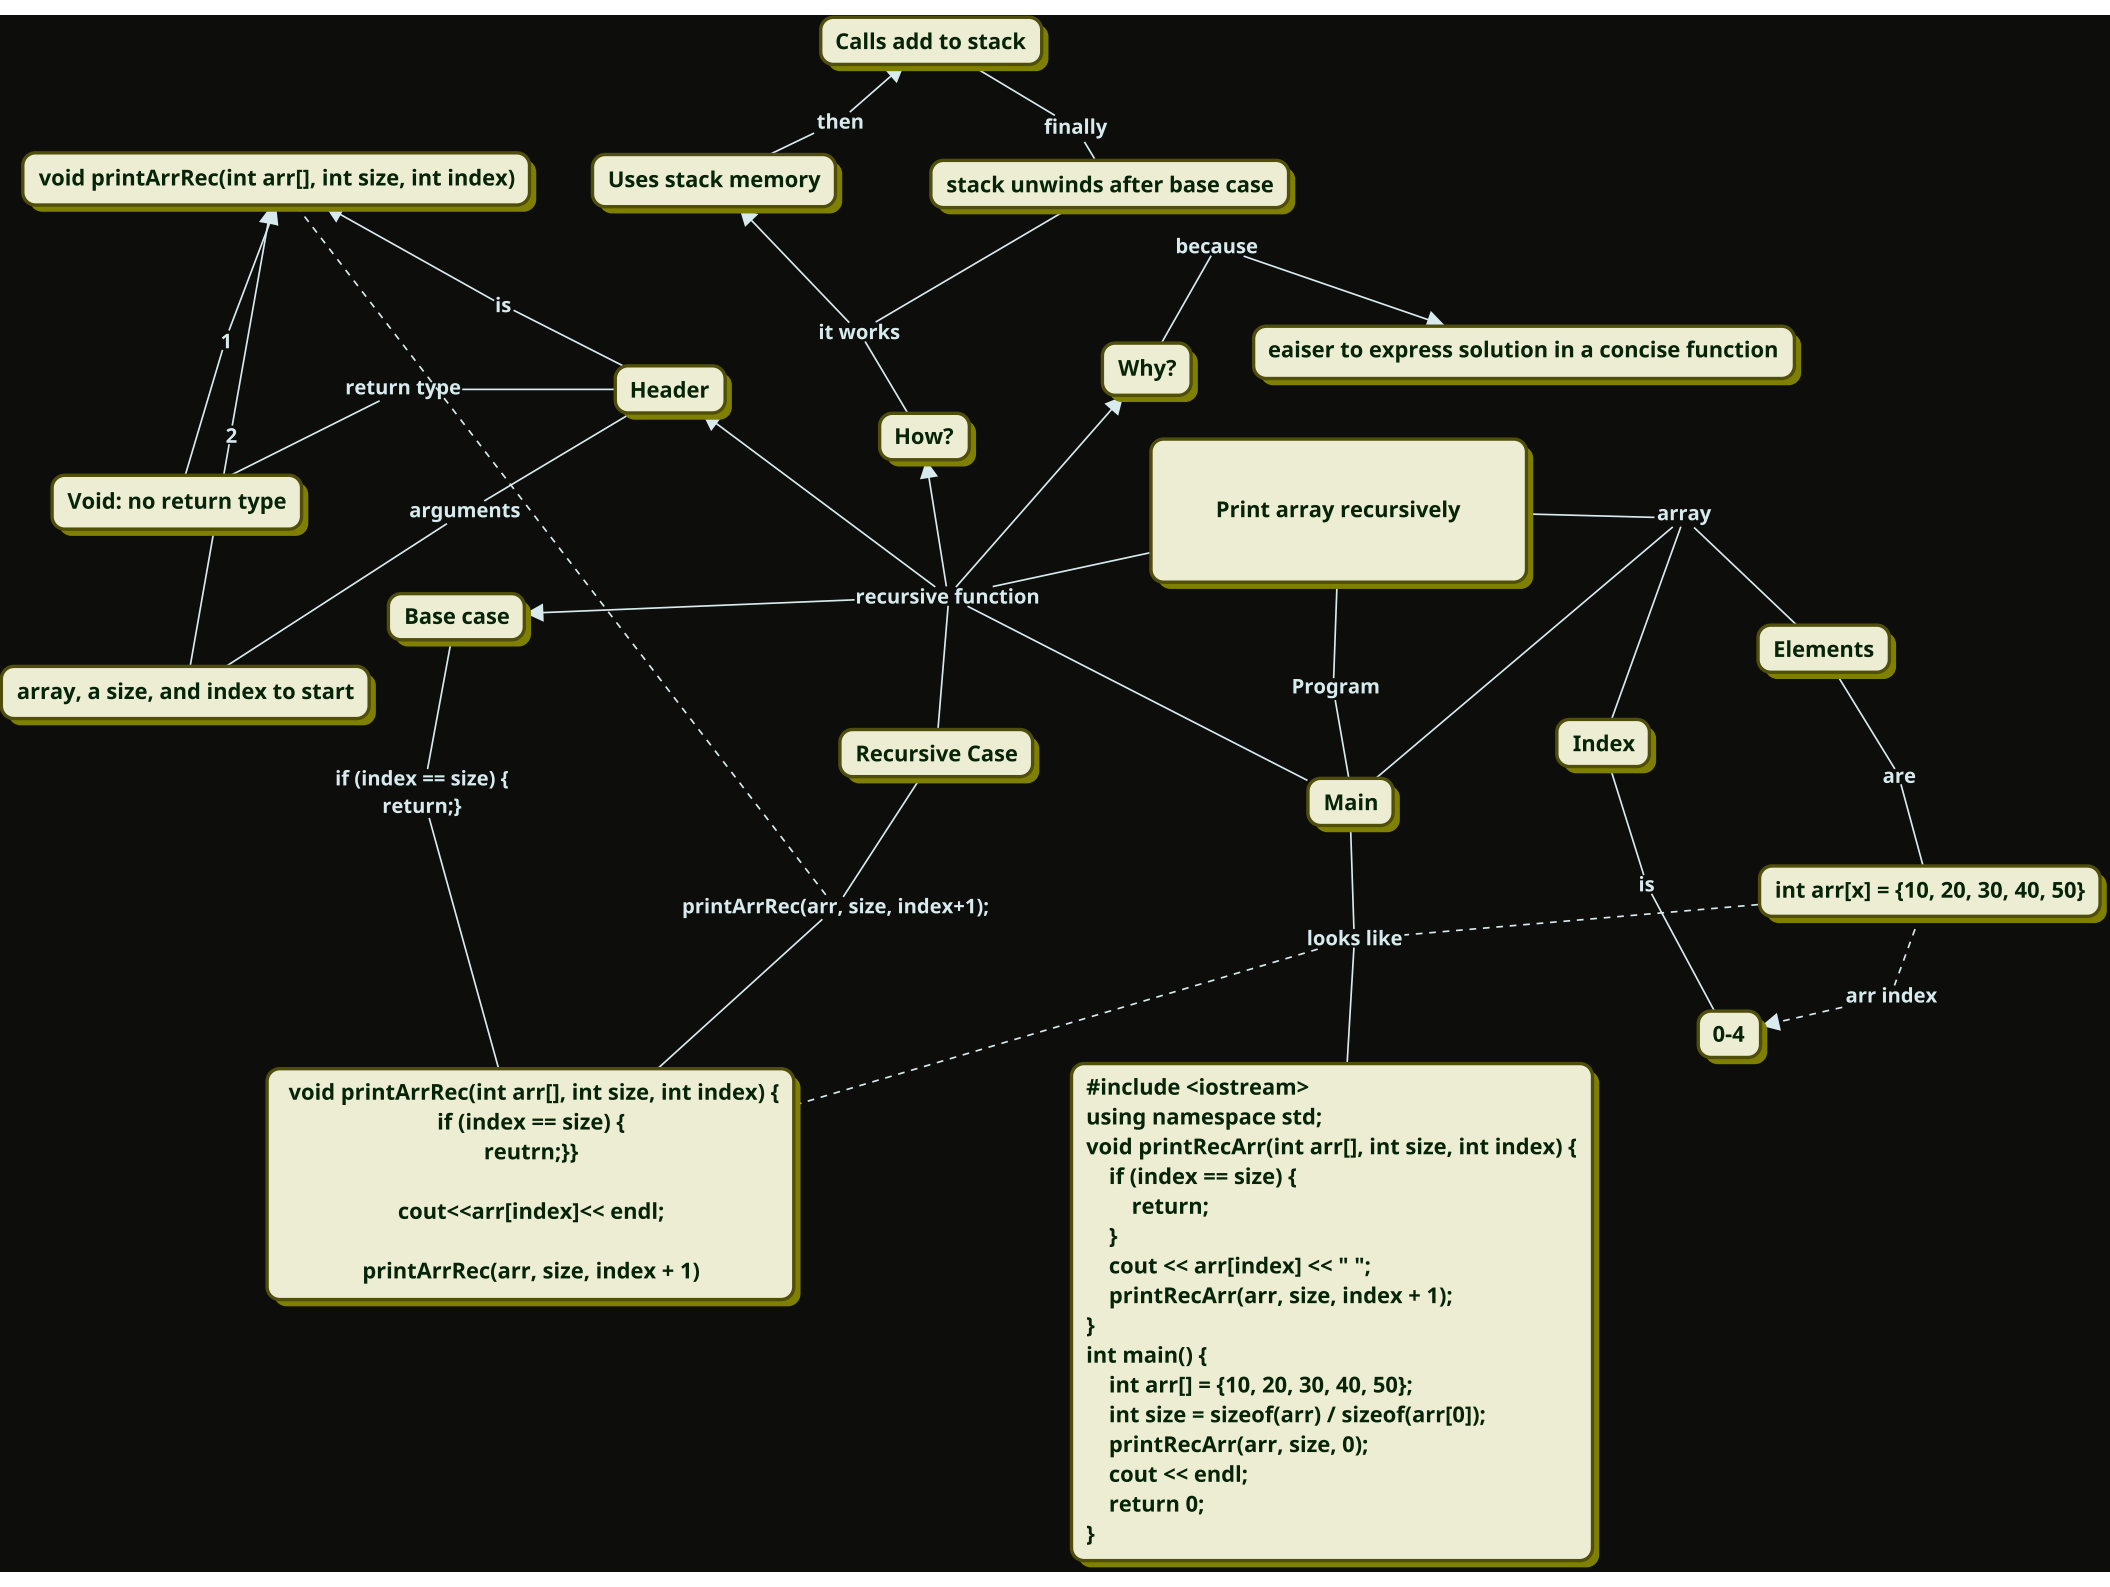 Calls add to stack
then
finally
void printArrRec(int arr[], int size, int index)
Uses stack memory
stack unwinds after base case
because
is
it works
1
eaiser to express solution in a concise function
Why?
return type
Header
2
How?
Void: no return type
arguments
Print array recursively
array
recursive function
Base case
Elements
array, a size, and index to start
Program
Recursive Case
Index
if (index == size) {
return;}
are
Main
is
int arr[x] = {10, 20, 30, 40, 50}
printArrRec(arr, size, index+1);
looks like
arr index
0-4
void printArrRec(int arr[], int size, int index) {
if (index == size) {
reutrn;}}
cout<<arr[index]<< endl;
printArrRec(arr, size, index + 1)
#include <iostream>
using namespace std;
void printRecArr(int arr[], int size, int index) {
    if (index == size) {
        return;
    }
    cout << arr[index] << " ";
    printRecArr(arr, size, index + 1);
}
int main() {
    int arr[] = {10, 20, 30, 40, 50};
    int size = sizeof(arr) / sizeof(arr[0]);
    printRecArr(arr, size, 0);
    cout << endl;
    return 0;
}